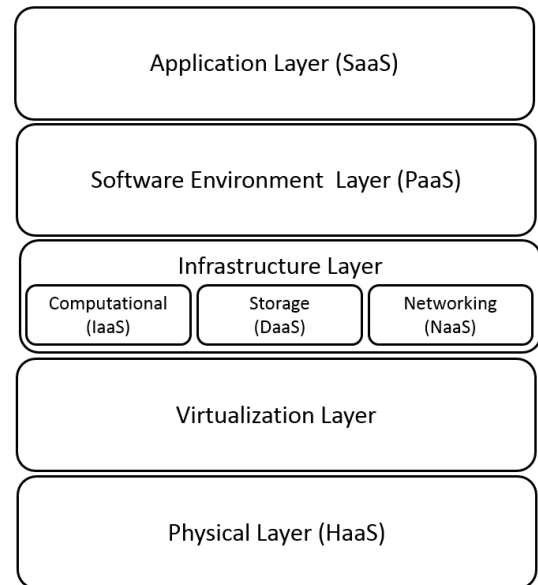 Application Layer (SaaS)
Software Environment  Layer (PaaS)
Infrastructure Layer
Computational
(IaaS)
Storage
(DaaS)
Networking
(NaaS)
Virtualization Layer
Physical Layer (HaaS)